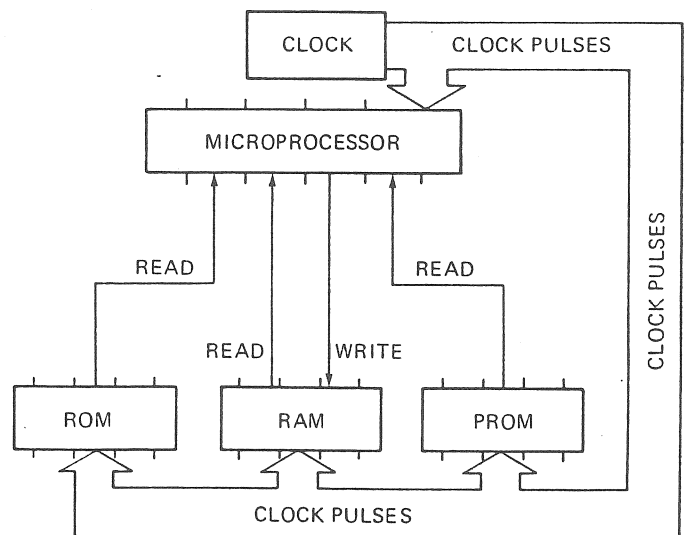 CLOCK
CLOCK PULSES
MICROPROCESSOR
CLOCK PULSES
READ
READ
READ
WRITE
ROM
RAM
PROM
CLOCK PULSES